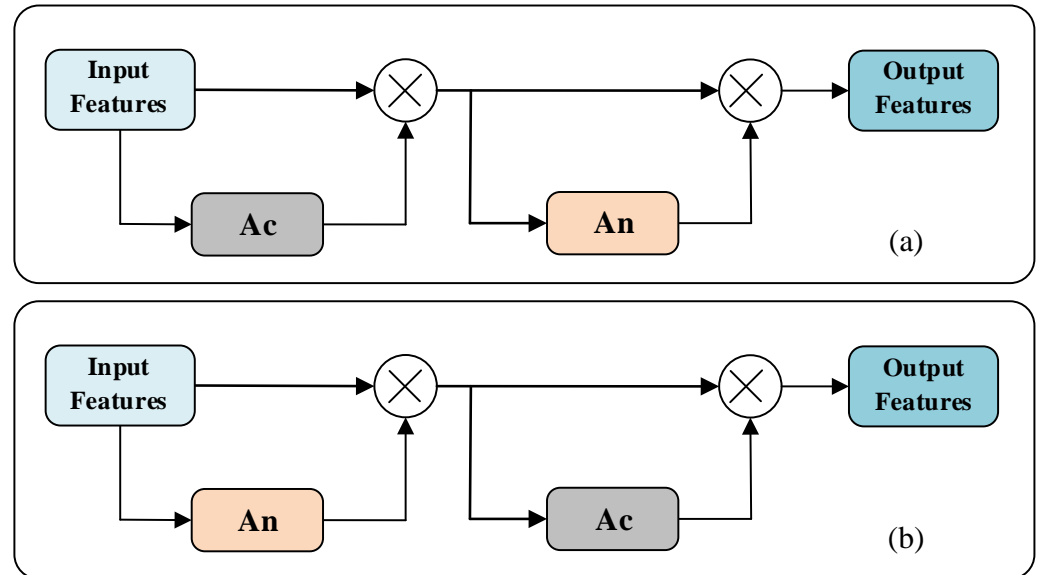 Input
Features
Output
Features
Ac
An
(a)
Input
Features
Output
Features
An
Ac
(b)